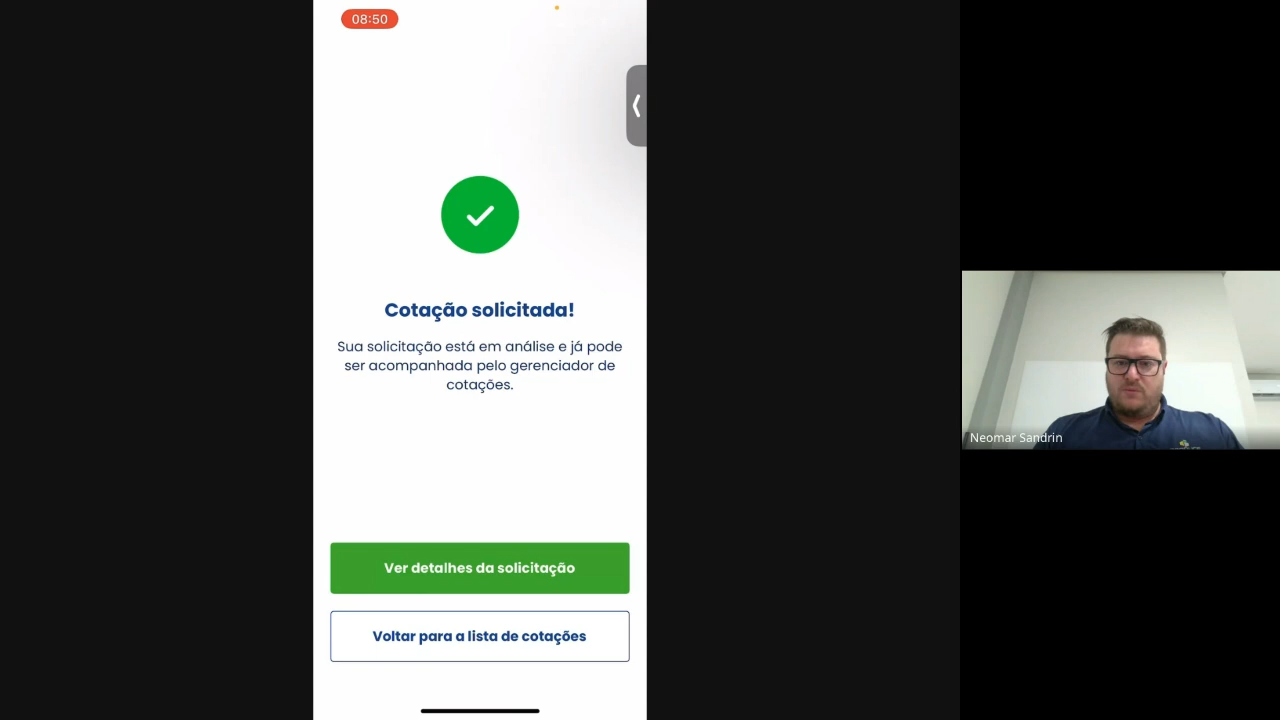 08:50
Cotação solicitada!
Sua solicitação está em análise e já pode
ser acompanhada pelo gerenciador de
cotações.
Ver detalhes da solicitação
Voltar para a lista de cotações
Neomar Sandrin